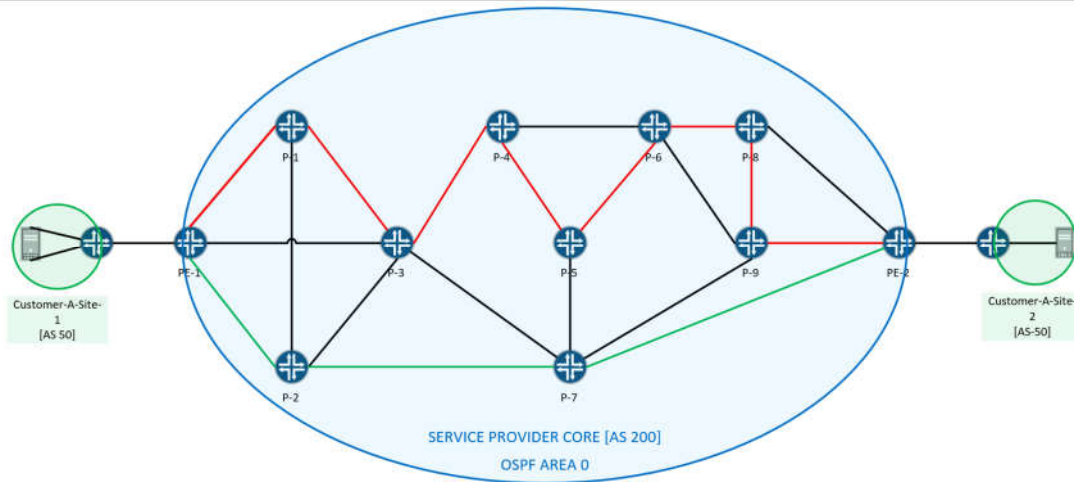 P-1
P-4
P-6
P-8
PE-1
P-3
P-5
P-9
PE-2
Customer-A-Site-
1
[AS 50]
Customer-A-Site-
2
[AS-50]
P-2
P-7
SERVICE PROVIDER CORE [AS 200]
OSPF AREA 0